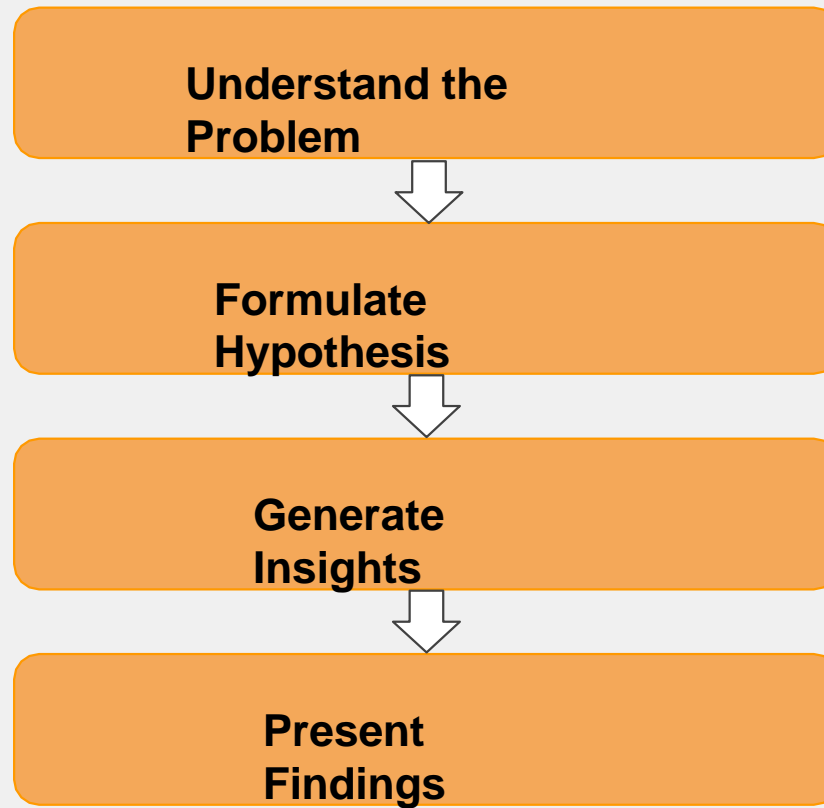 Understand the
Problem
Formulate
Hypothesis
Generate
Insights
Present
Findings